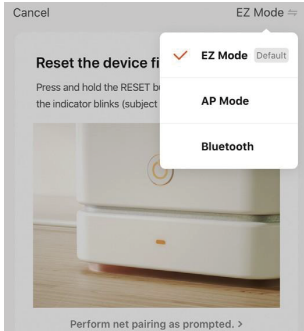 Cancel
EZ Mode
Reset the device fi
Press and hold the RESET bu
the indicator blinks (subject
EZ Mode Default
AP Mode
Bluetooth
Perform net pairing as prompted. >